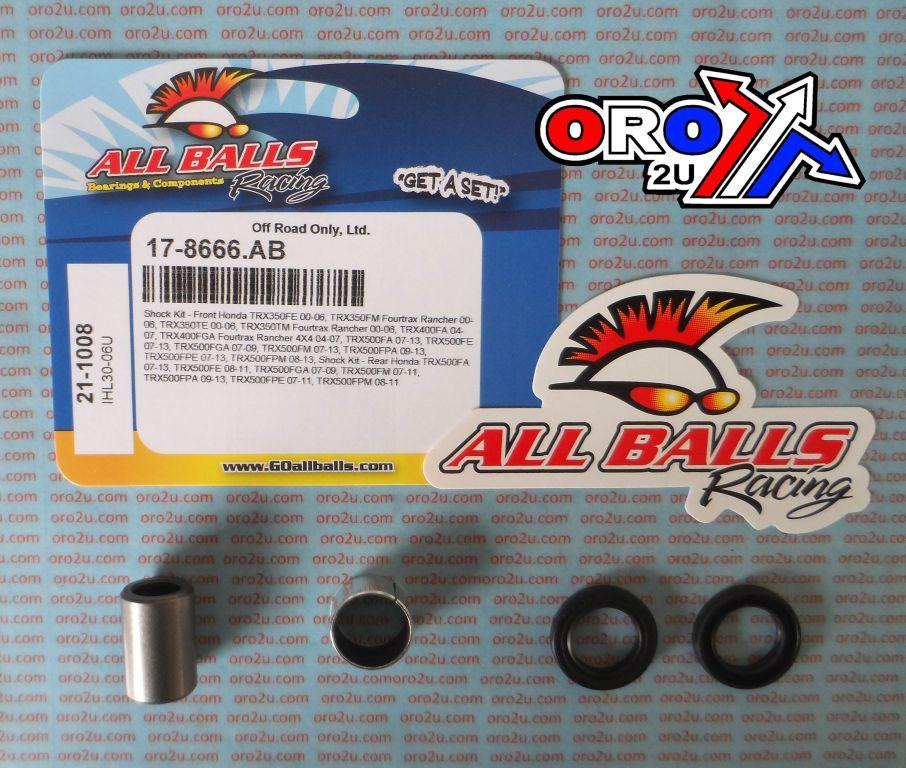 ALL BALLS
Bearings & Components Racing
"GET A SET!"
ORO
2U
Off Road Only, Ltd.
17-8666.AB
Shock Kit - Front Honda TRX350FE 00-06, TRX350FM Fourtrax Rancher 00-
06, TRX350TE 00-06, TRX350TM Fourtrax Rancher 00-06, TRX400FA 04-
07, TRX400FGA Fourtrax Rancher 4X4 04-07, TRX500FA 07-13, TRX500FE
07-13, TRX500FGA 07-09, TRX500FM 07-13, TRX500FPA 09-13,
TRX500FPE 07-13, TRX500FPM 08-13, Shock Kit - Rear Honda TRX500FA
07-13, TRX500FE 08-11, TRX500FGA 07-09, TRX500FM 07-11,
TRX500FPA 09-13, TRX500FPE 07-11, TRX500FPM 08-11
21-1008
IHL30-06U
www.GOallballs.com
ALL BALLS
Racing
oro2u.com